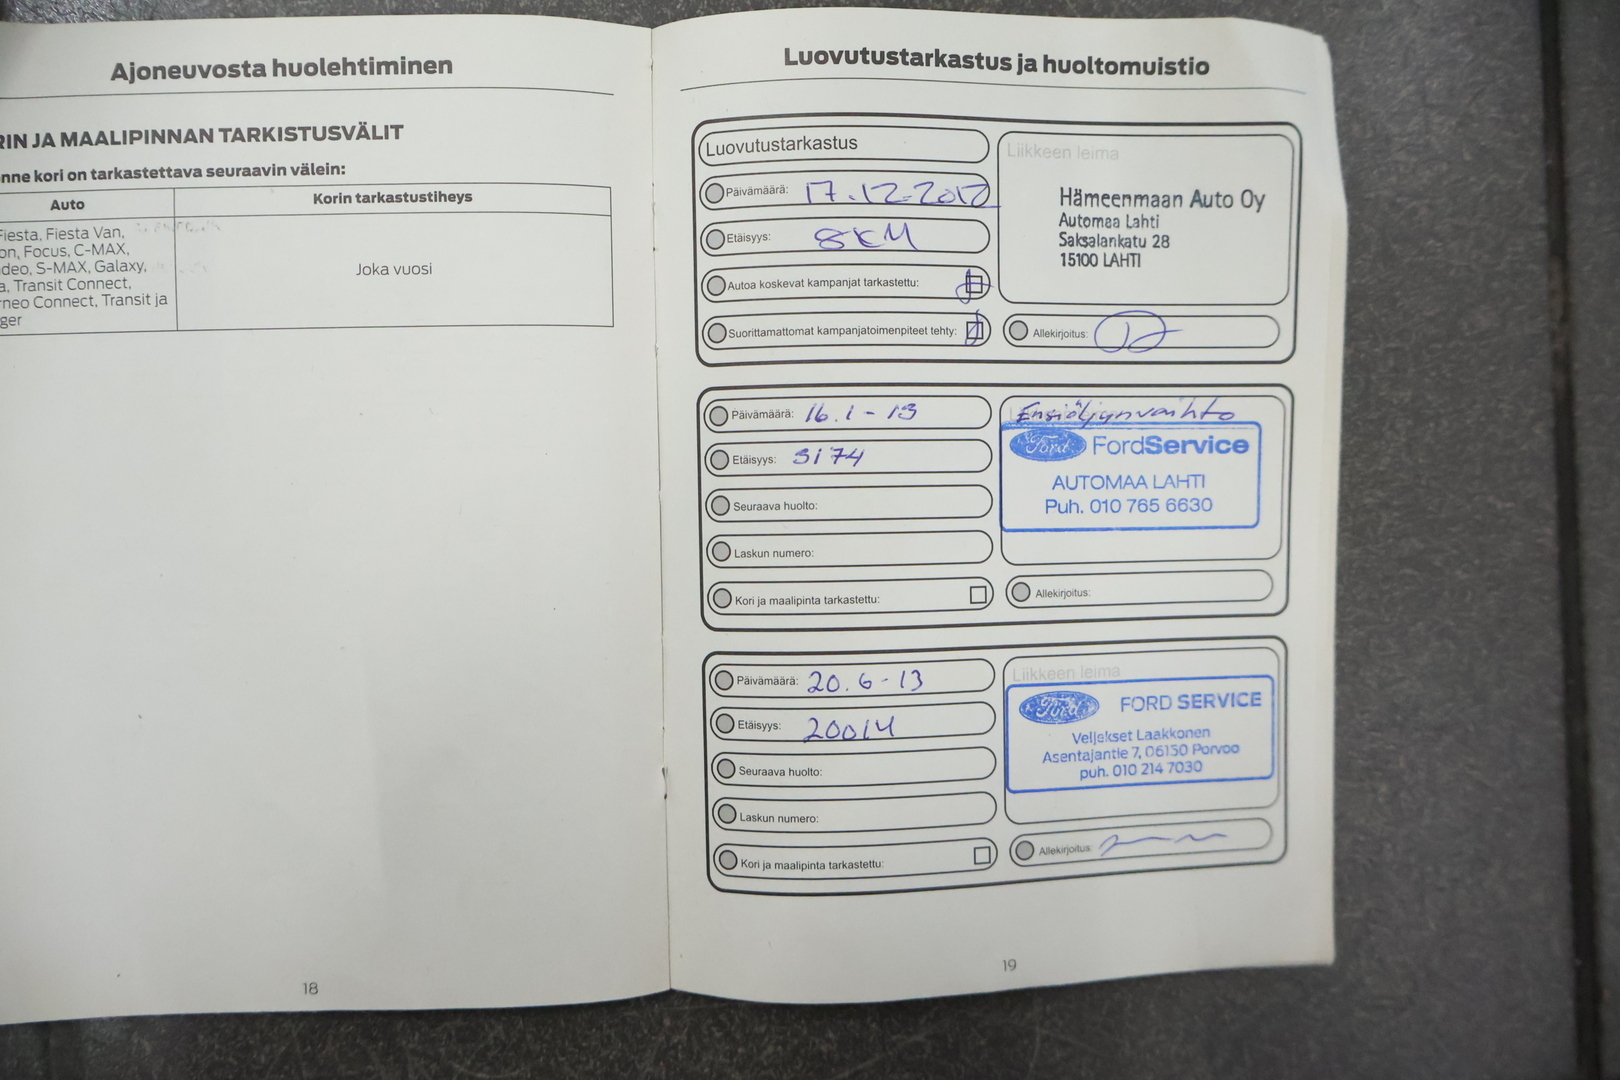 Ajoneuvosta huolehtiminen
RIN JA MAALIPINNAN TARKISTUSVÄLIT
nne kori on tarkastettava seuraavin välein:
Auto
Korin tarkastustiheys
Fiesta, Fiesta Van,
on, Focus, C-MAX,
deo, S-MAX, Galaxy,
a, Transit Connect,
rneo Connect, Transit ja
ger
Joka vuosi
18
Luovutustarkastus ja huoltomuistio
Luovutustarkastus
Päivämäärä: 17.12-2012
Etäisyys: 8KM
Autoa koskevat kampanjat tarkastettu:
Suorittamattomat kampanjatoimenpiteet tehty:
Liikkeen leima
Hämeenmaan Auto Oy
Automaa Lahti
Saksalankatu 28
15100 LAHTI
Allekirjoitus:
Päivämäärä: 16.1-13
Etäisyys: 3174
Seuraava huolto:
Laskun numero:
Kori ja maalipinta tarkastettu:
Ensiöljynvaihto
Ford FordService
AUTOMAA LAHTI
Puh. 010 765 6630
Allekirjoitus:
Päivämäärä: 20.6-13
Etäisyys: 20014
Seuraava huolto:
Laskun numero:
Kori ja maalipinta tarkastettu:
Liikkeen leima
Ford FORD SERVICE
Veljekset Laakkonen
Asentajantie 7, 06150 Porvoo
puh. 010 214 7030
Allekirjoitus:
19